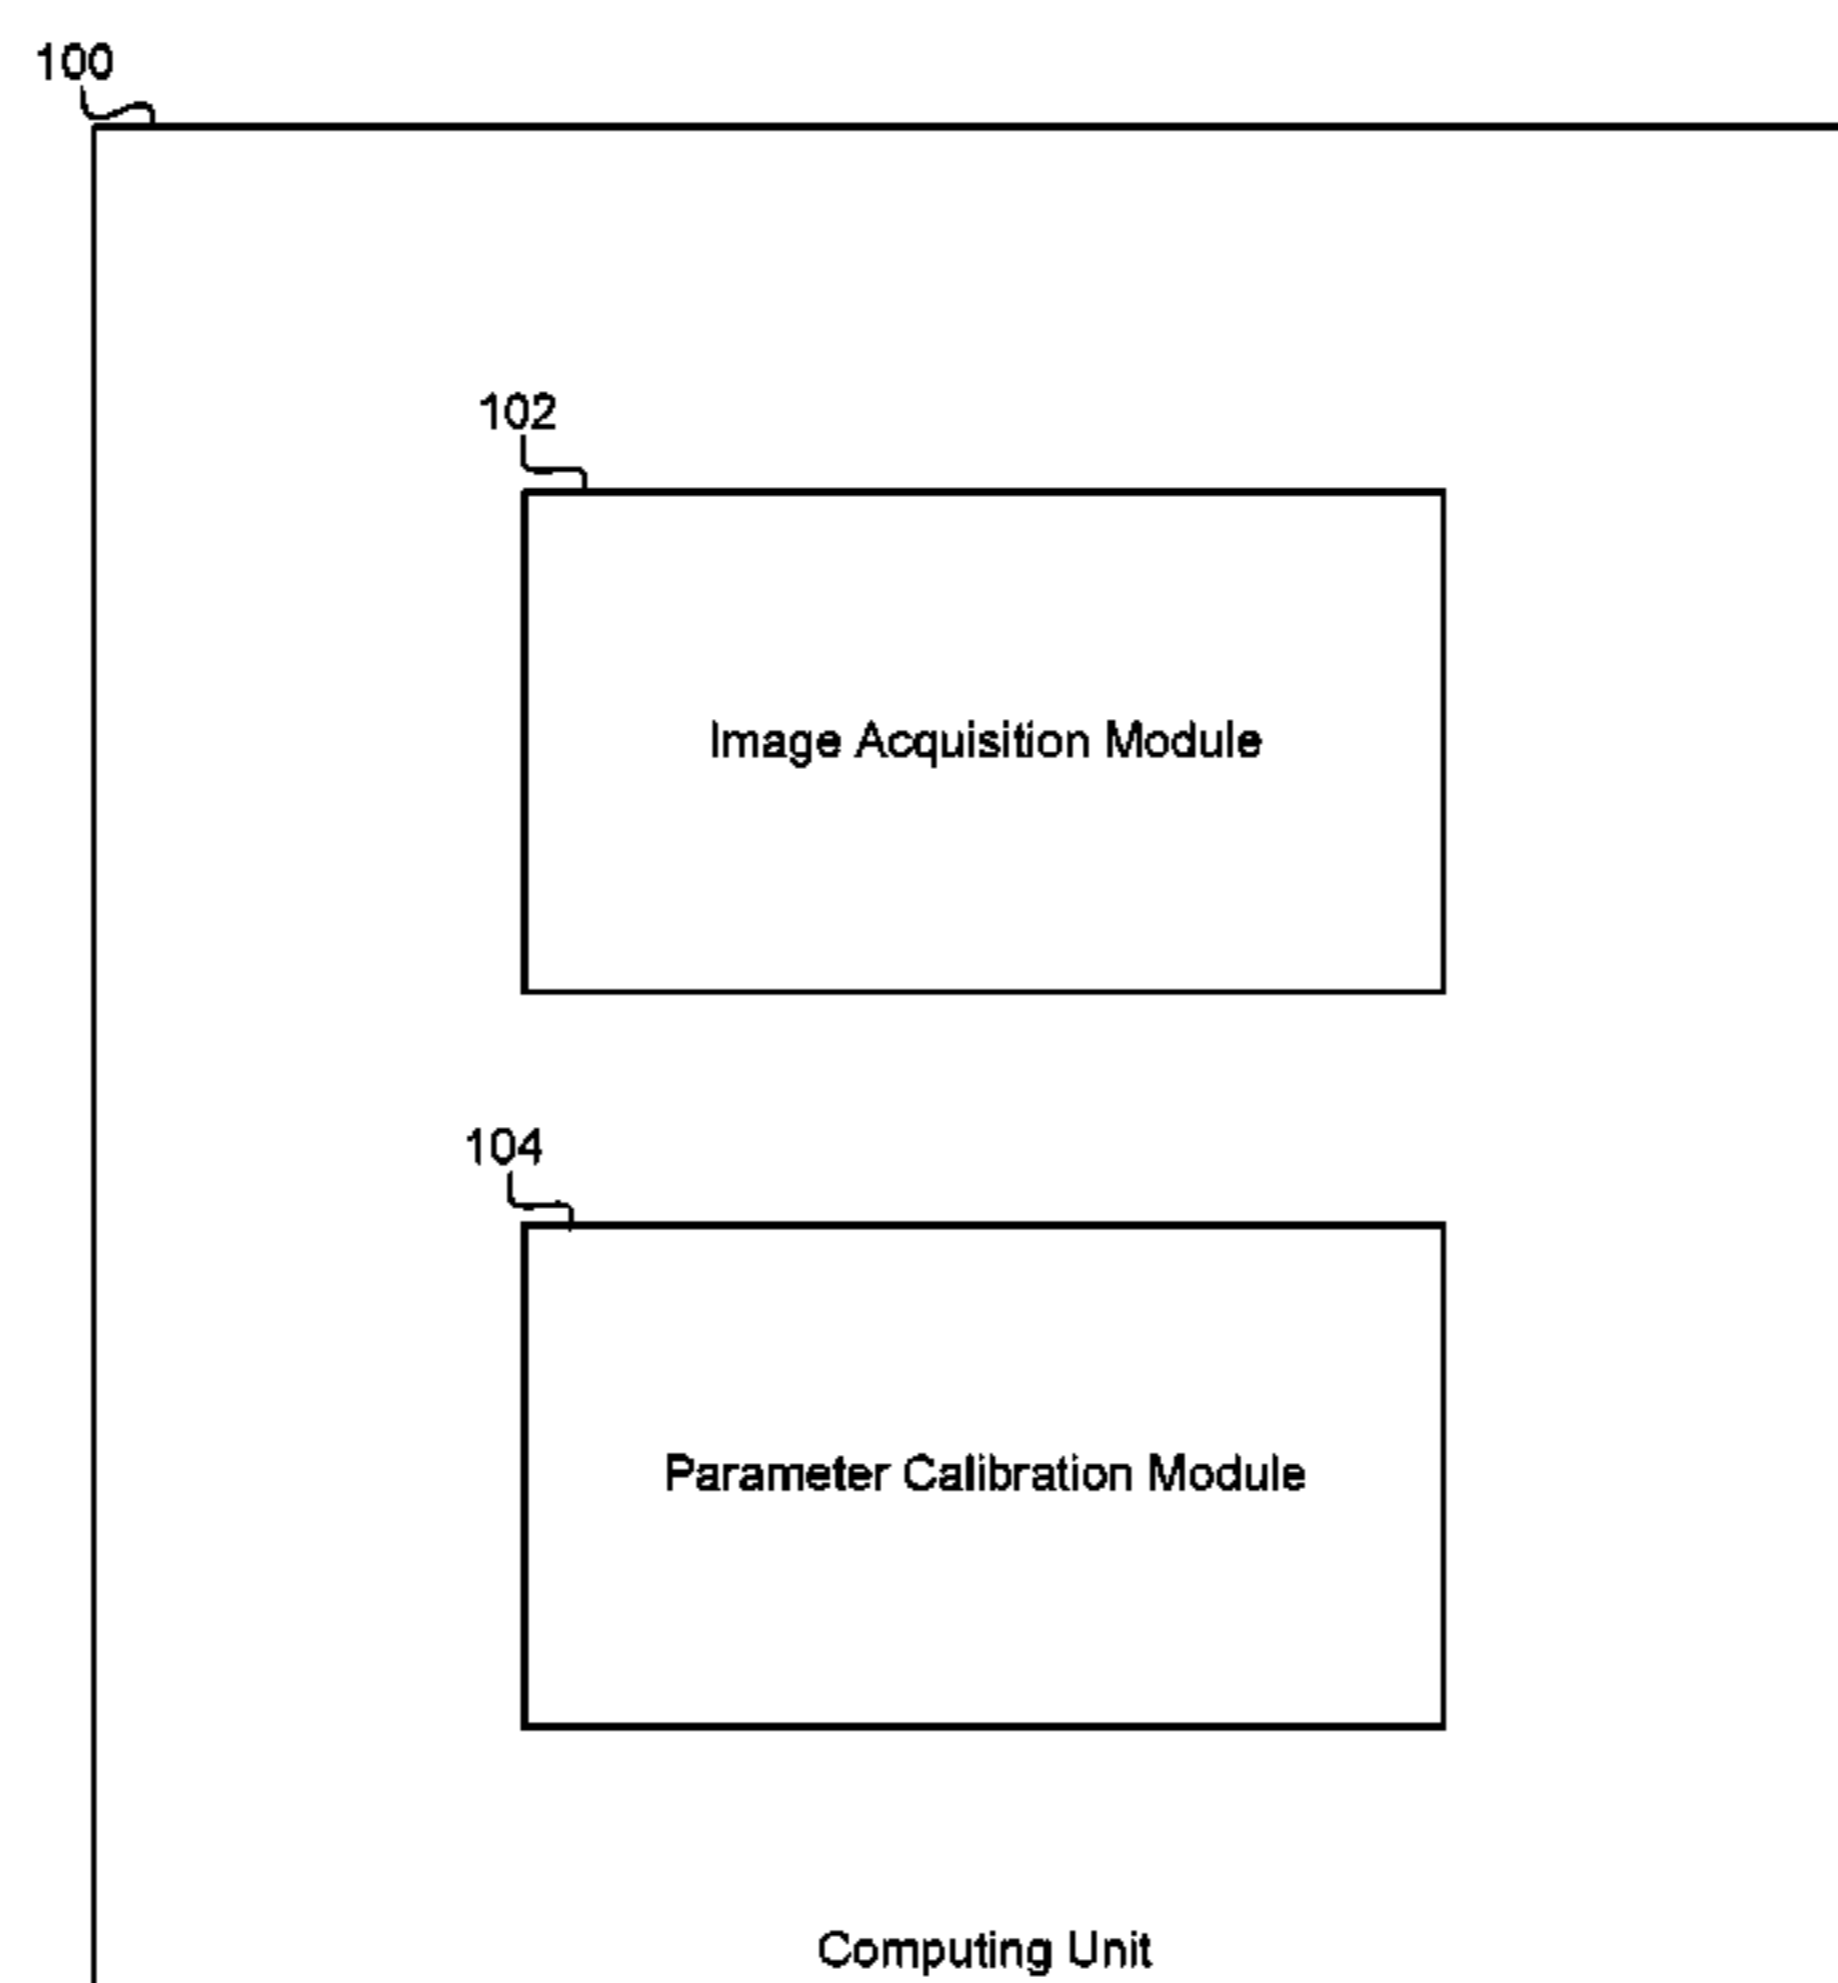 100
102
Image Acquisition Module
104
Parameter Calibration Module
Computing Unit